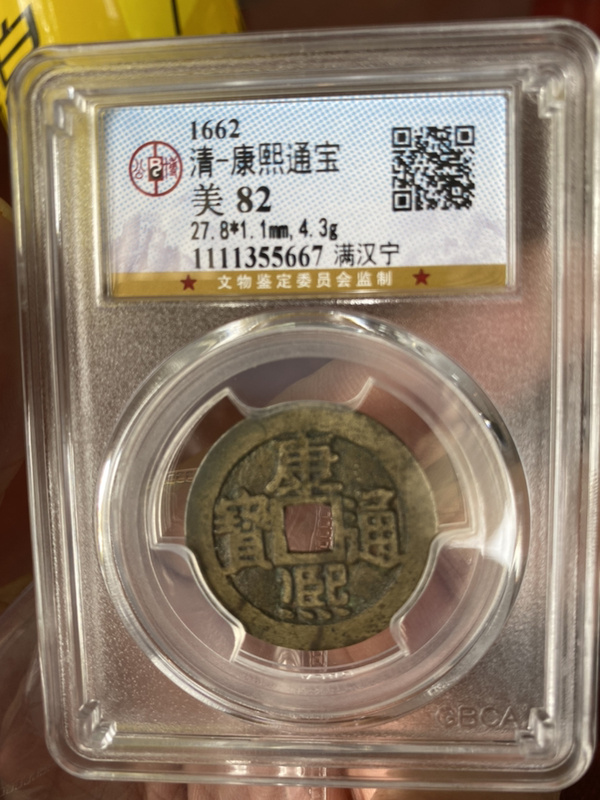 1662
清-康熙通宝
美 82
27.8*1.1mm,4.3g
1111355667 满汉宁
★ 文物鉴定委员会监制 ★
康
寶 通
熙
GBCA